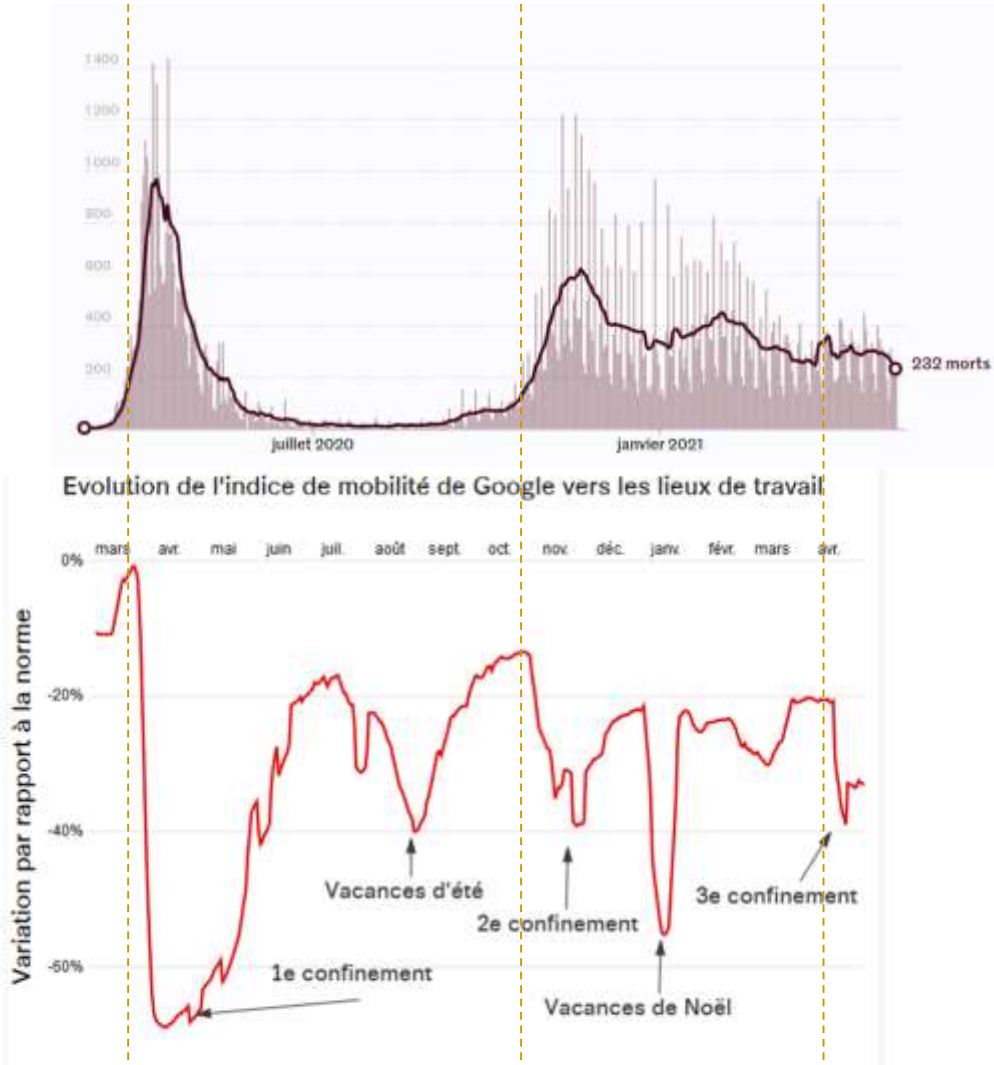 1400
1200
1000
800
600
400
200
232 morts
juillet 2020
janvier 2021
Evolution de l'indice de mobilité de Google vers les lieux de travail
mars avr. mai juin juil. août sept. oct. nov. déc. janv. févr. mars avr.
0%
-20%
-40%
-60%
Variation par rapport à la norme
Vacances d'été
2e confinement
3e confinement
1e confinement
Vacances de Noël